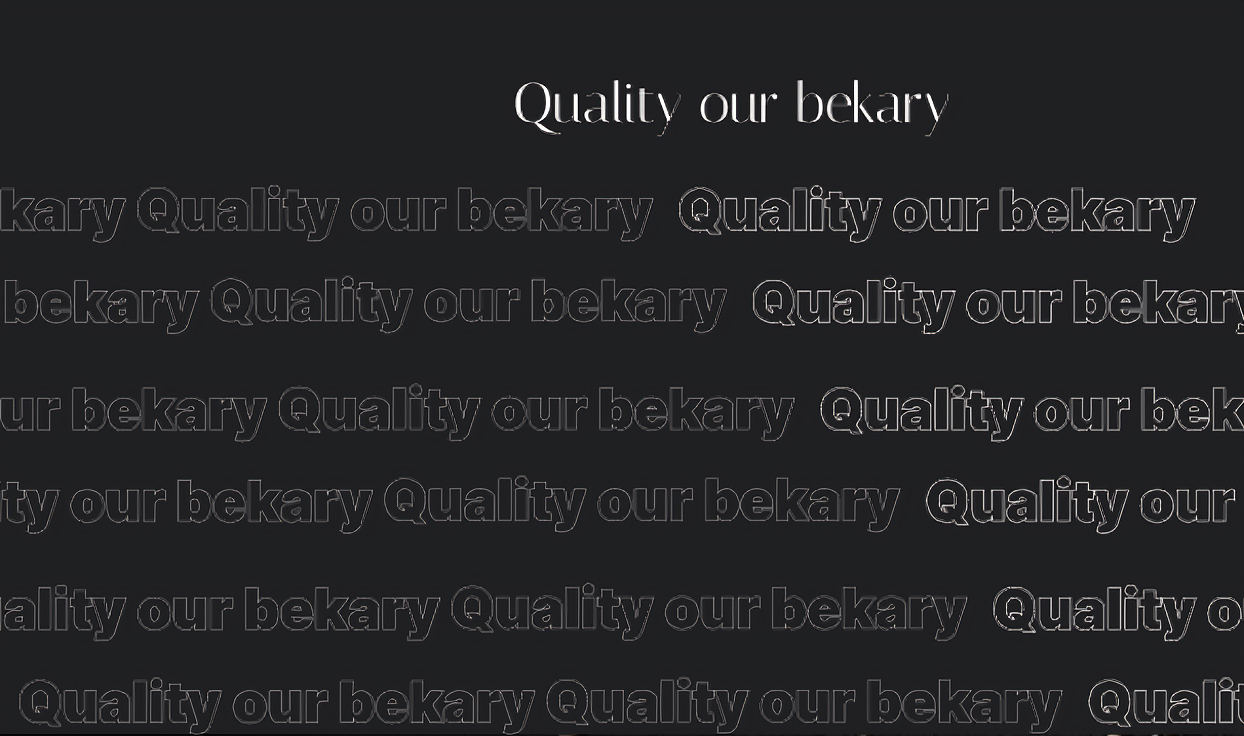 Quality our bekary
kary Quality our bekary Quality our bekary
bekary Quality our bekary Quality our bekary
ur bekary Quality our bekary Quality our bek
ity our bekary Quality our bekary Quality our
ality our bekary Quality our bekary Quality o
Quality our bekary Quality our bekary Qualit